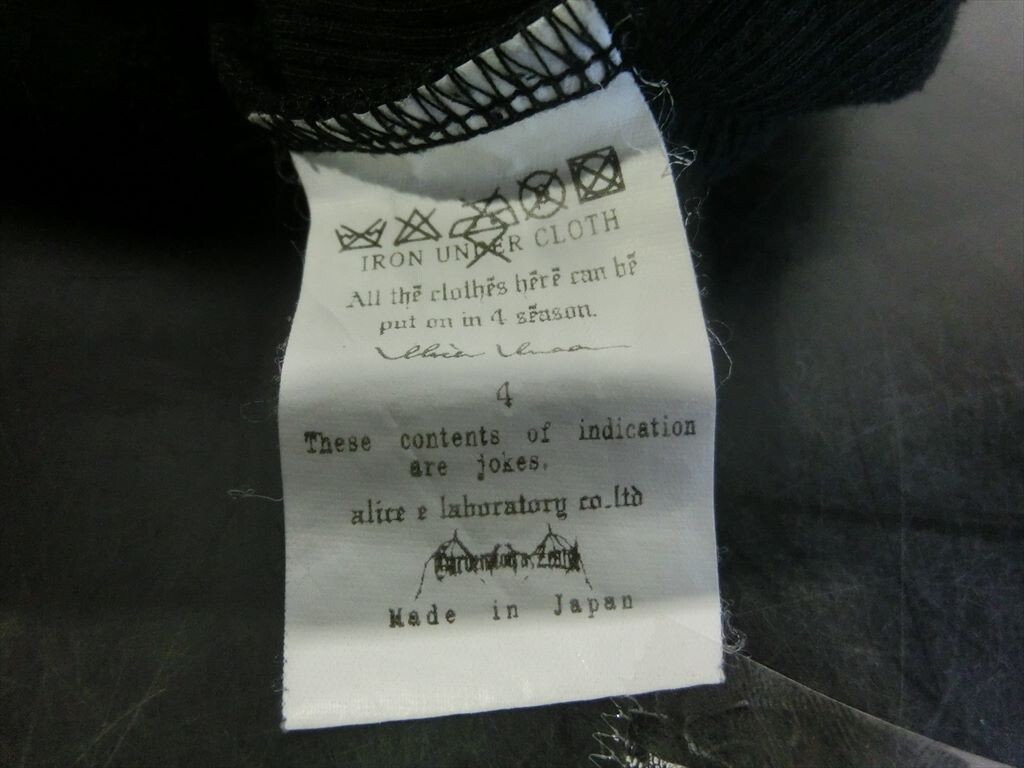 IRON UNDER CLOTH
All the clothes here can be
put on in 4 season.
4
These contents of indication
are jokes.
alice e laboratory co.ltd
Made in Japan